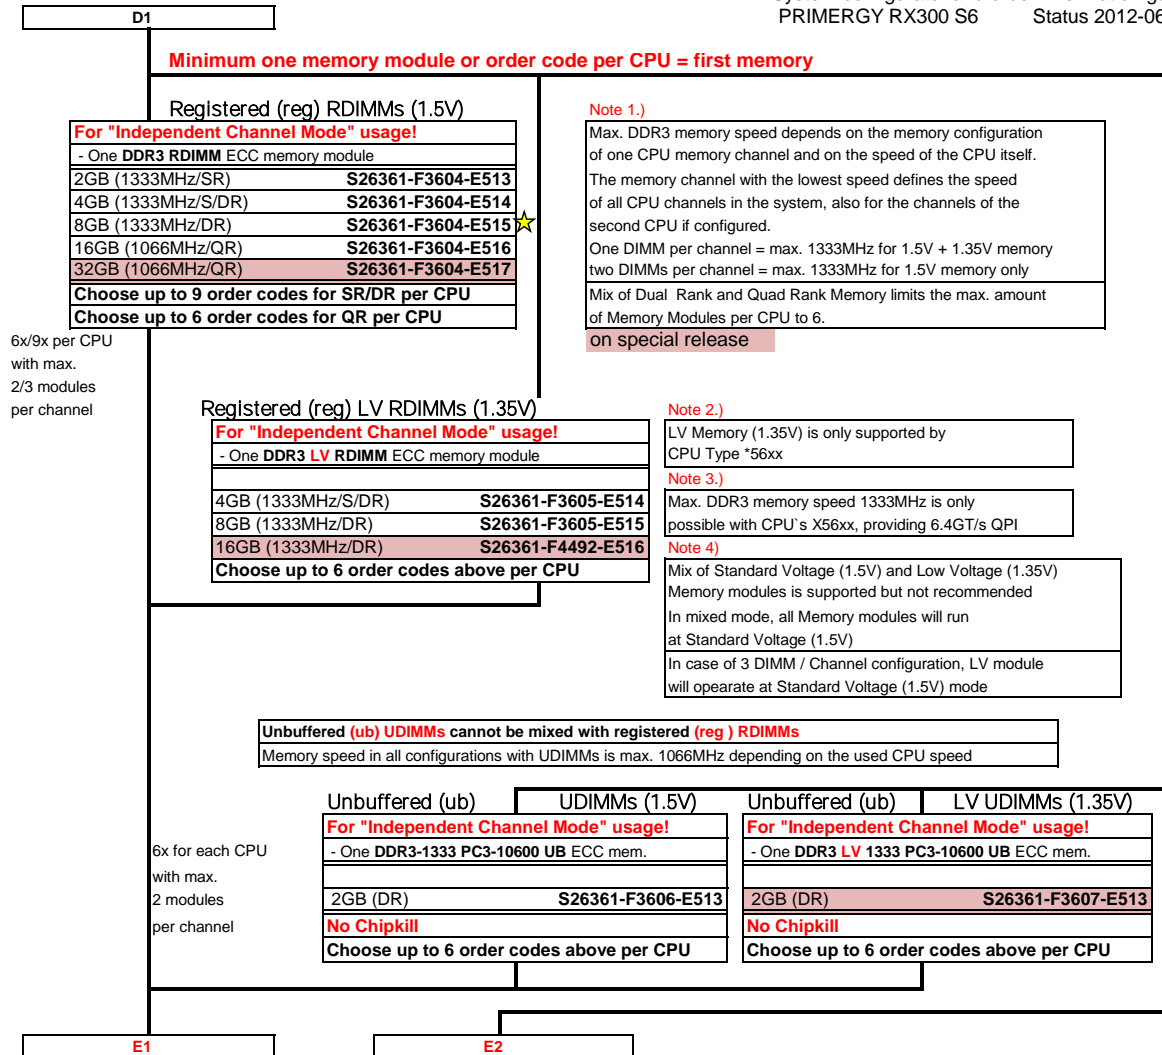 PRIMERGY RX300 S6 Status 2012-06
D1
Minimum one memory module or order code per CPU = first memory
Registered (reg) RDIMMs (1.5V)
For "Independent Channel Mode" usage!
- One DDR3 RDIMM ECC memory module
2GB (1333MHz/SR) S26361-F3604-E513
4GB (1333MHz/S/DR) S26361-F3604-E514
8GB (1333MHz/DR) S26361-F3604-E515
16GB (1066MHz/QR) S26361-F3604-E516
32GB (1066MHz/QR) S26361-F3604-E517
Choose up to 9 order codes for SR/DR per CPU
Choose up to 6 order codes for QR per CPU
Note 1.)
Max. DDR3 memory speed depends on the memory configuration
of one CPU memory channel and on the speed of the CPU itself.
The memory channel with the lowest speed defines the speed
of all CPU channels in the system, also for the channels of the
second CPU if configured.
One DIMM per channel = max. 1333MHz for 1.5V + 1.35V memory
two DIMMs per channel = max. 1333MHz for 1.5V memory only
Mix of Dual Rank and Quad Rank Memory limits the max. amount
of Memory Modules per CPU to 6.
on special release
6x/9x per CPU
with max.
2/3 modules
per channel
Registered (reg) LV RDIMMs (1.35V)
For "Independent Channel Mode" usage!
- One DDR3 LV RDIMM ECC memory module
4GB (1333MHz/S/DR) S26361-F3605-E514
8GB (1333MHz/DR) S26361-F3605-E515
16GB (1333MHz/DR) S26361-F4492-E516
Choose up to 6 order codes above per CPU
Note 2.)
LV Memory (1.35V) is only supported by
CPU Type *56xx
Note 3.)
Max. DDR3 memory speed 1333MHz is only
possible with CPU`s X56xx, providing 6.4GT/s QPI
Note 4)
Mix of Standard Voltage (1.5V) and Low Voltage (1.35V)
Memory modules is supported but not recommended
In mixed mode, all Memory modules will run
at Standard Voltage (1.5V)
In case of 3 DIMM / Channel configuration, LV module
will opearate at Standard Voltage (1.5V) mode
Unbuffered (ub) UDIMMs cannot be mixed with registered (reg ) RDIMMs
Memory speed in all configurations with UDIMMs is max. 1066MHz depending on the used CPU speed
6x for each CPU
with max.
2 modules
per channel
Unbuffered (ub) UDIMMs (1.5V)
For "Independent Channel Mode" usage!
- One DDR3-1333 PC3-10600 UB ECC mem.
2GB (DR) S26361-F3606-E513
No Chipkill
Choose up to 6 order codes above per CPU
Unbuffered (ub) LV UDIMMs (1.35V)
For "Independent Channel Mode" usage!
- One DDR3 LV 1333 PC3-10600 UB ECC mem.
2GB (DR) S26361-F3607-E513
No Chipkill
Choose up to 6 order codes above per CPU
E1
E2